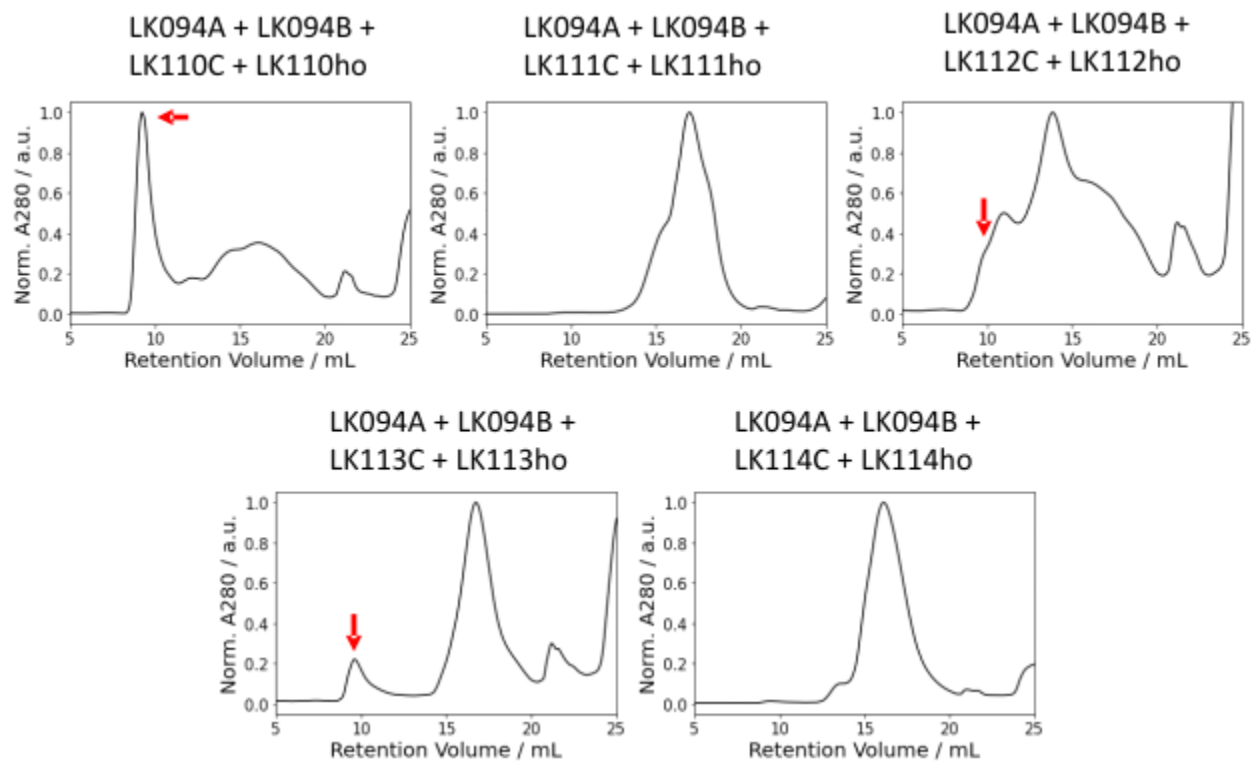 LK094A + LK094B +
LK110C + LK110ho
LK094A + LK094B +
LK111C + LK111ho
LK094A + LK094B +
LK112C + LK112ho
Norm. A280 / a.u.
1.0
0.8
0.6
0.4
0.2
0.0
5
10
15
20
25
Retention Volume / mL
Norm. A280 / a.u.
1.0
0.8
0.6
0.4
0.2
0.0
5
10
15
20
25
Retention Volume / mL
Norm. A280 / a.u.
1.0
0.8
0.6
0.4
0.2
0.0
5
10
15
20
25
Retention Volume / mL
LK094A + LK094B +
LK113C + LK113ho
LK094A + LK094B +
LK114C + LK114ho
Norm. A280 / a.u.
1.0
0.8
0.6
0.4
0.2
0.0
5
10
15
20
25
Retention Volume / mL
Norm. A280 / a.u.
1.0
0.8
0.6
0.4
0.2
0.0
5
10
15
20
25
Retention Volume / mL